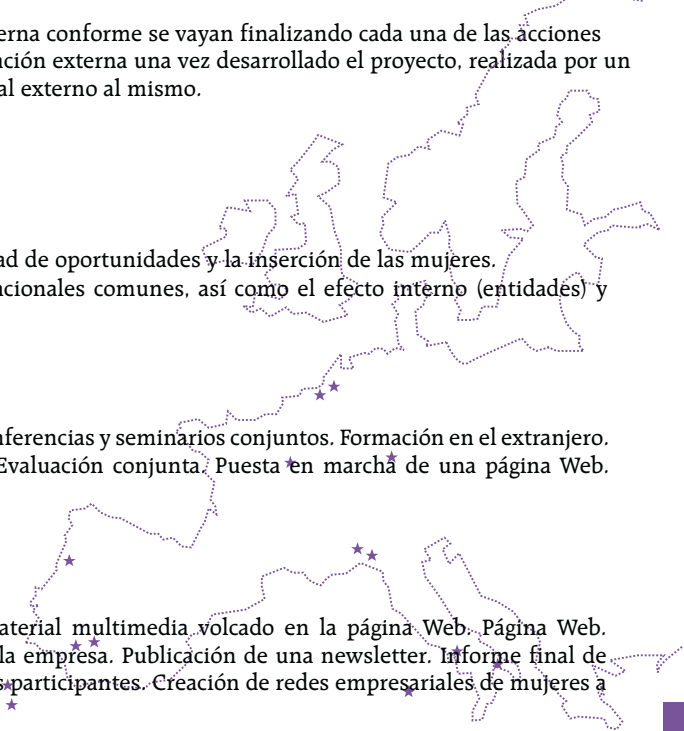 erna conforme se vayan finalizando cada una de las acciones
ción externa una vez desarrollado el proyecto, realizada por un
al externo al mismo.
ad de oportunidades y la inserción de las mujeres.
acionales comunes, así como el efecto interno (entidades) y
nferencias y seminarios conjuntos. Formación en el extranjero.
Evaluación conjunta. Puesta en marcha de una página Web.
aterial multimedia volcado en la página Web. Página Web.
la empresa. Publicación de una newsletter. Informe final de
s participantes. Creación de redes empresariales de mujeres a